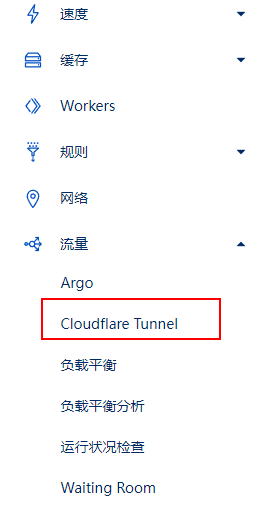 速度
缓存
Workers
规则
网络
流量
Argo
Cloudflare Tunnel
负载平衡
负载平衡分析
运行状况检查
Waiting Room